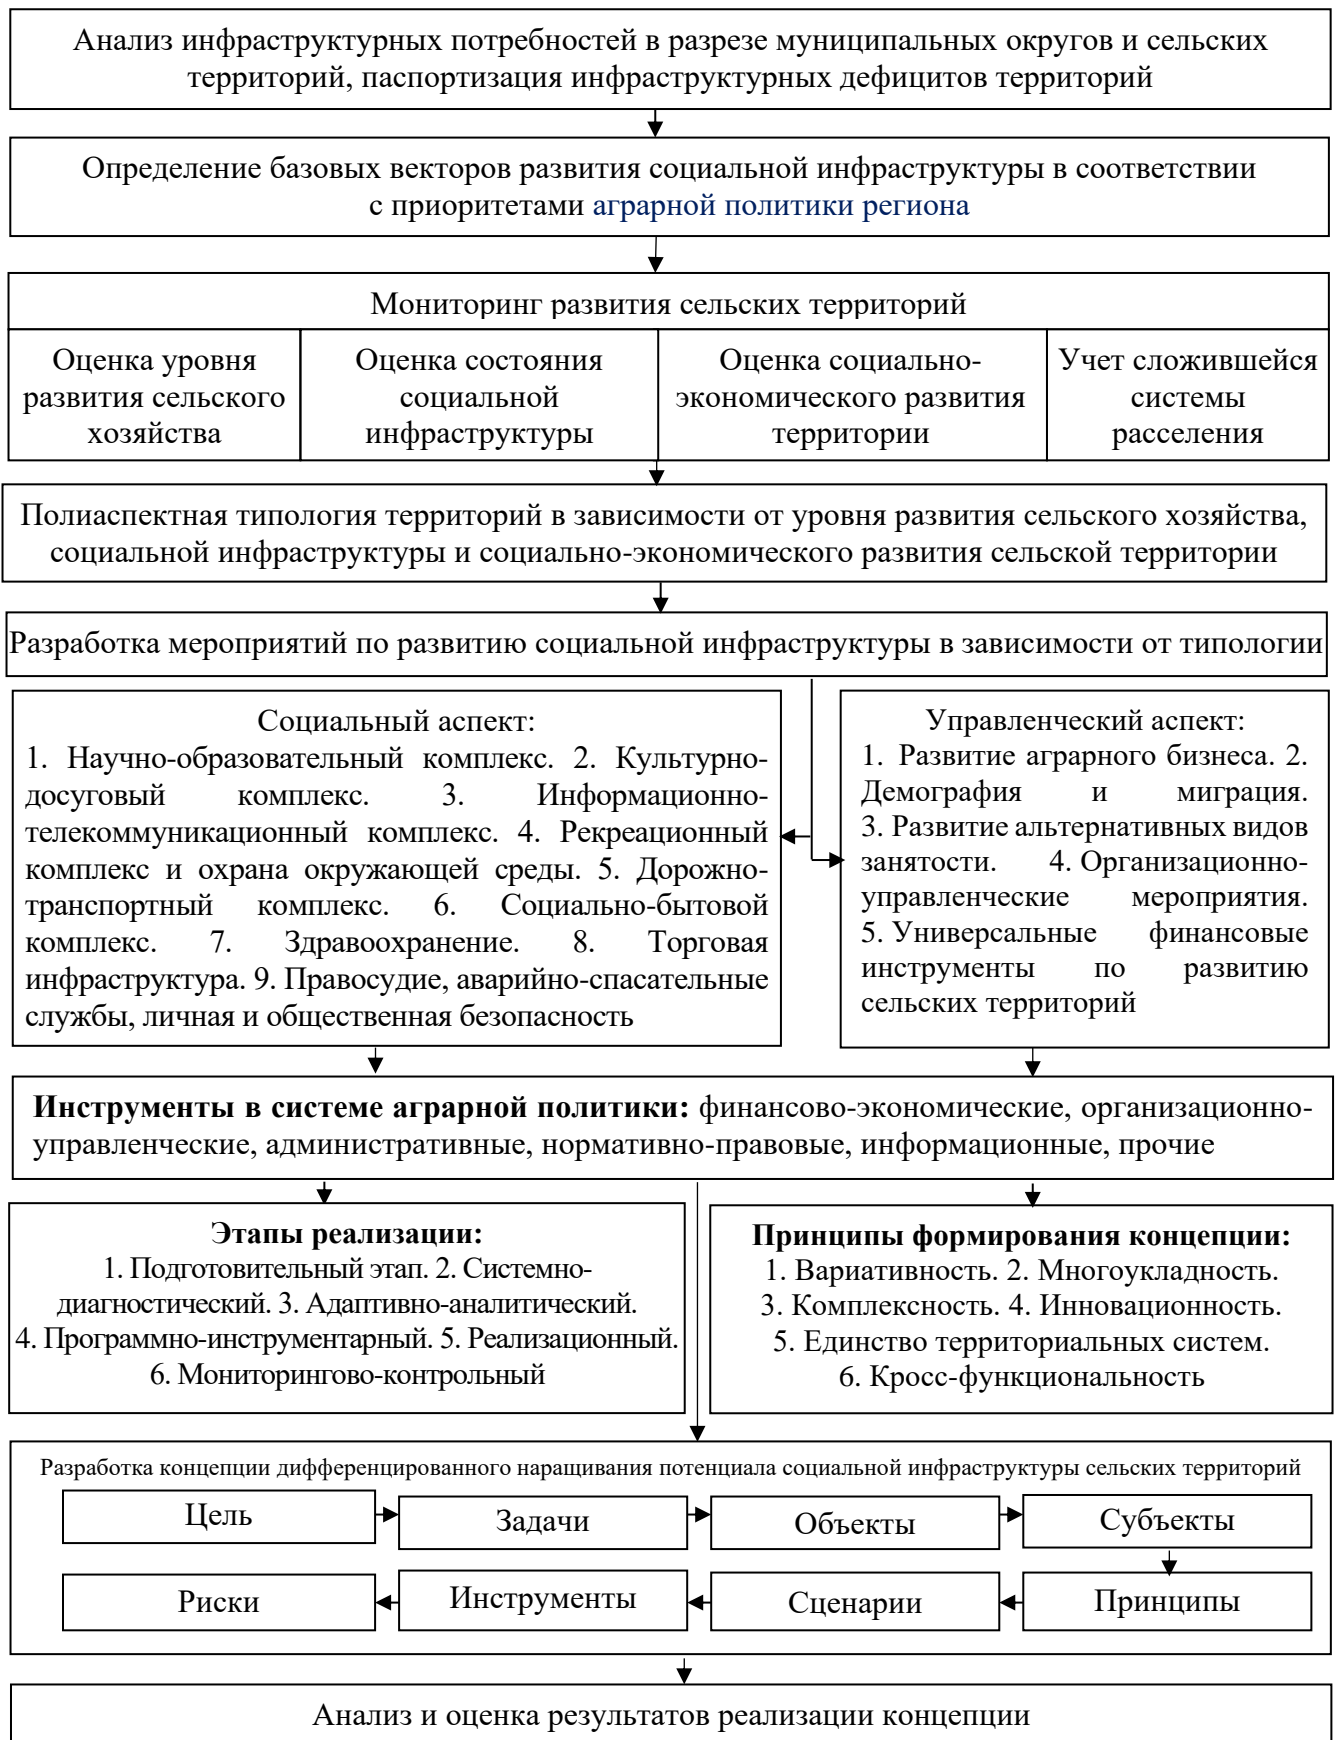 Анализ инфраструктурных потребностей в разрезе муниципальных округов и сельских
территорий, паспортизация инфраструктурных дефицитов территорий
Определение базовых векторов развития социальной инфраструктуры в соответствии
с приоритетами аграрной политики региона
Мониторинг развития сельских территорий
Оценка уровня
развития сельского
хозяйства
Оценка состояния
социальной
инфраструктуры
Оценка социально-
экономического развития
территории
Учет сложившейся
системы
расселения
Полиаспектная типология территорий в зависимости от уровня развития сельского хозяйства,
социальной инфраструктуры и социально-экономического развития сельской территории
Разработка мероприятий по развитию социальной инфраструктуры в зависимости от типологии
Социальный аспект:
1. Научно-образовательный комплекс. 2. Культурно-
досуговый комплекс. 3. Информационно-
телекоммуникационный комплекс. 4. Рекреационный
комплекс и охрана окружающей среды. 5. Дорожно-
транспортный комплекс. 6. Социально-бытовой
комплекс. 7. Здравоохранение. 8. Торговая
инфраструктура. 9. Правосудие, аварийно-спасательные
службы, личная и общественная безопасность
Управленческий аспект:
1. Развитие аграрного бизнеса. 2.
Демография и миграция.
3. Развитие альтернативных видов
занятости. 4. Организационно-
управленческие мероприятия.
5. Универсальные финансовые
инструменты по развитию
сельских территорий
Инструменты в системе аграрной политики: финансово-экономические, организационно-
управленческие, административные, нормативно-правовые, информационные, прочие
Этапы реализации:
1. Подготовительный этап. 2. Системно-
диагностический. 3. Адаптивно-аналитический.
4. Программно-инструментарный. 5. Реализационный.
6. Мониторингово-контрольный
Принципы формирования концепции:
1. Вариативность. 2. Многоукладность.
3. Комплексность. 4. Инновационность.
5. Единство территориальных систем.
6. Кросс-функциональность
Разработка концепции дифференцированного наращивания потенциала социальной инфраструктуры сельских территорий
Цель
Задачи
Объекты
Субъекты
Риски
Инструменты
Сценарии
Принципы
Анализ и оценка результатов реализации концепции